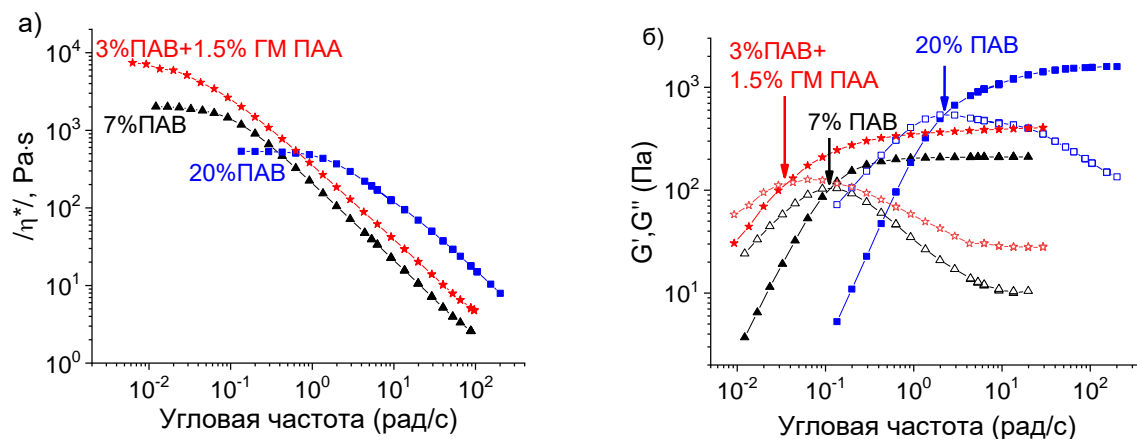 а)
/η*/, Pa·s
10⁴
10³
10²
10¹
10⁰
3%ПАВ+1.5% ГМ ПАА
7%ПАВ
20%ПАВ
10⁻² 10⁻¹ 10⁰ 10¹ 10²
Угловая частота (рад/с)
б)
G',G'' (Па)
10³
10²
10¹
3%ПАВ+
1.5% ГМ ПАА
20% ПАВ
7% ПАВ
10⁻² 10⁻¹ 10⁰ 10¹ 10²
Угловая частота (рад/с)